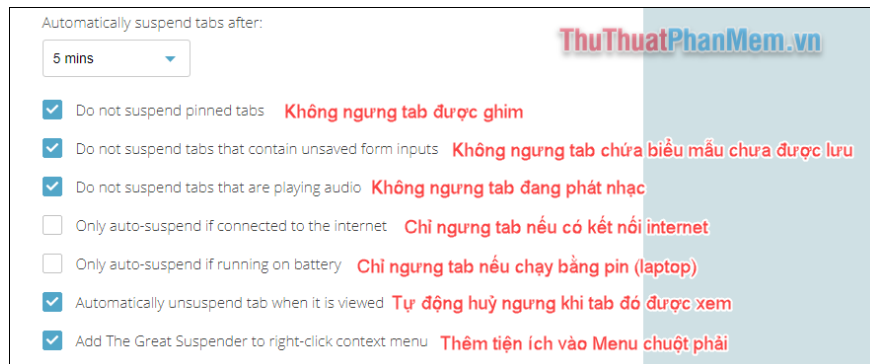 Automatically suspend tabs after:
ThuThuatPhanMem.vn
5 mins
Do not suspend pinned tabs Không ngưng tab được ghim
Do not suspend tabs that contain unsaved form inputs Không ngưng tab chứa biểu mẫu chưa được lưu
Do not suspend tabs that are playing audio Không ngưng tab đang phát nhạc
Only auto-suspend if connected to the internet Chỉ ngưng tab nếu có kết nối internet
Only auto-suspend if running on battery Chỉ ngưng tab nếu chạy bằng pin (laptop)
Automatically unsuspend tab when it is viewed Tự động huỷ ngưng khi tab đó được xem
Add The Great Suspender to right-click context menu Thêm tiện ích vào Menu chuột phải